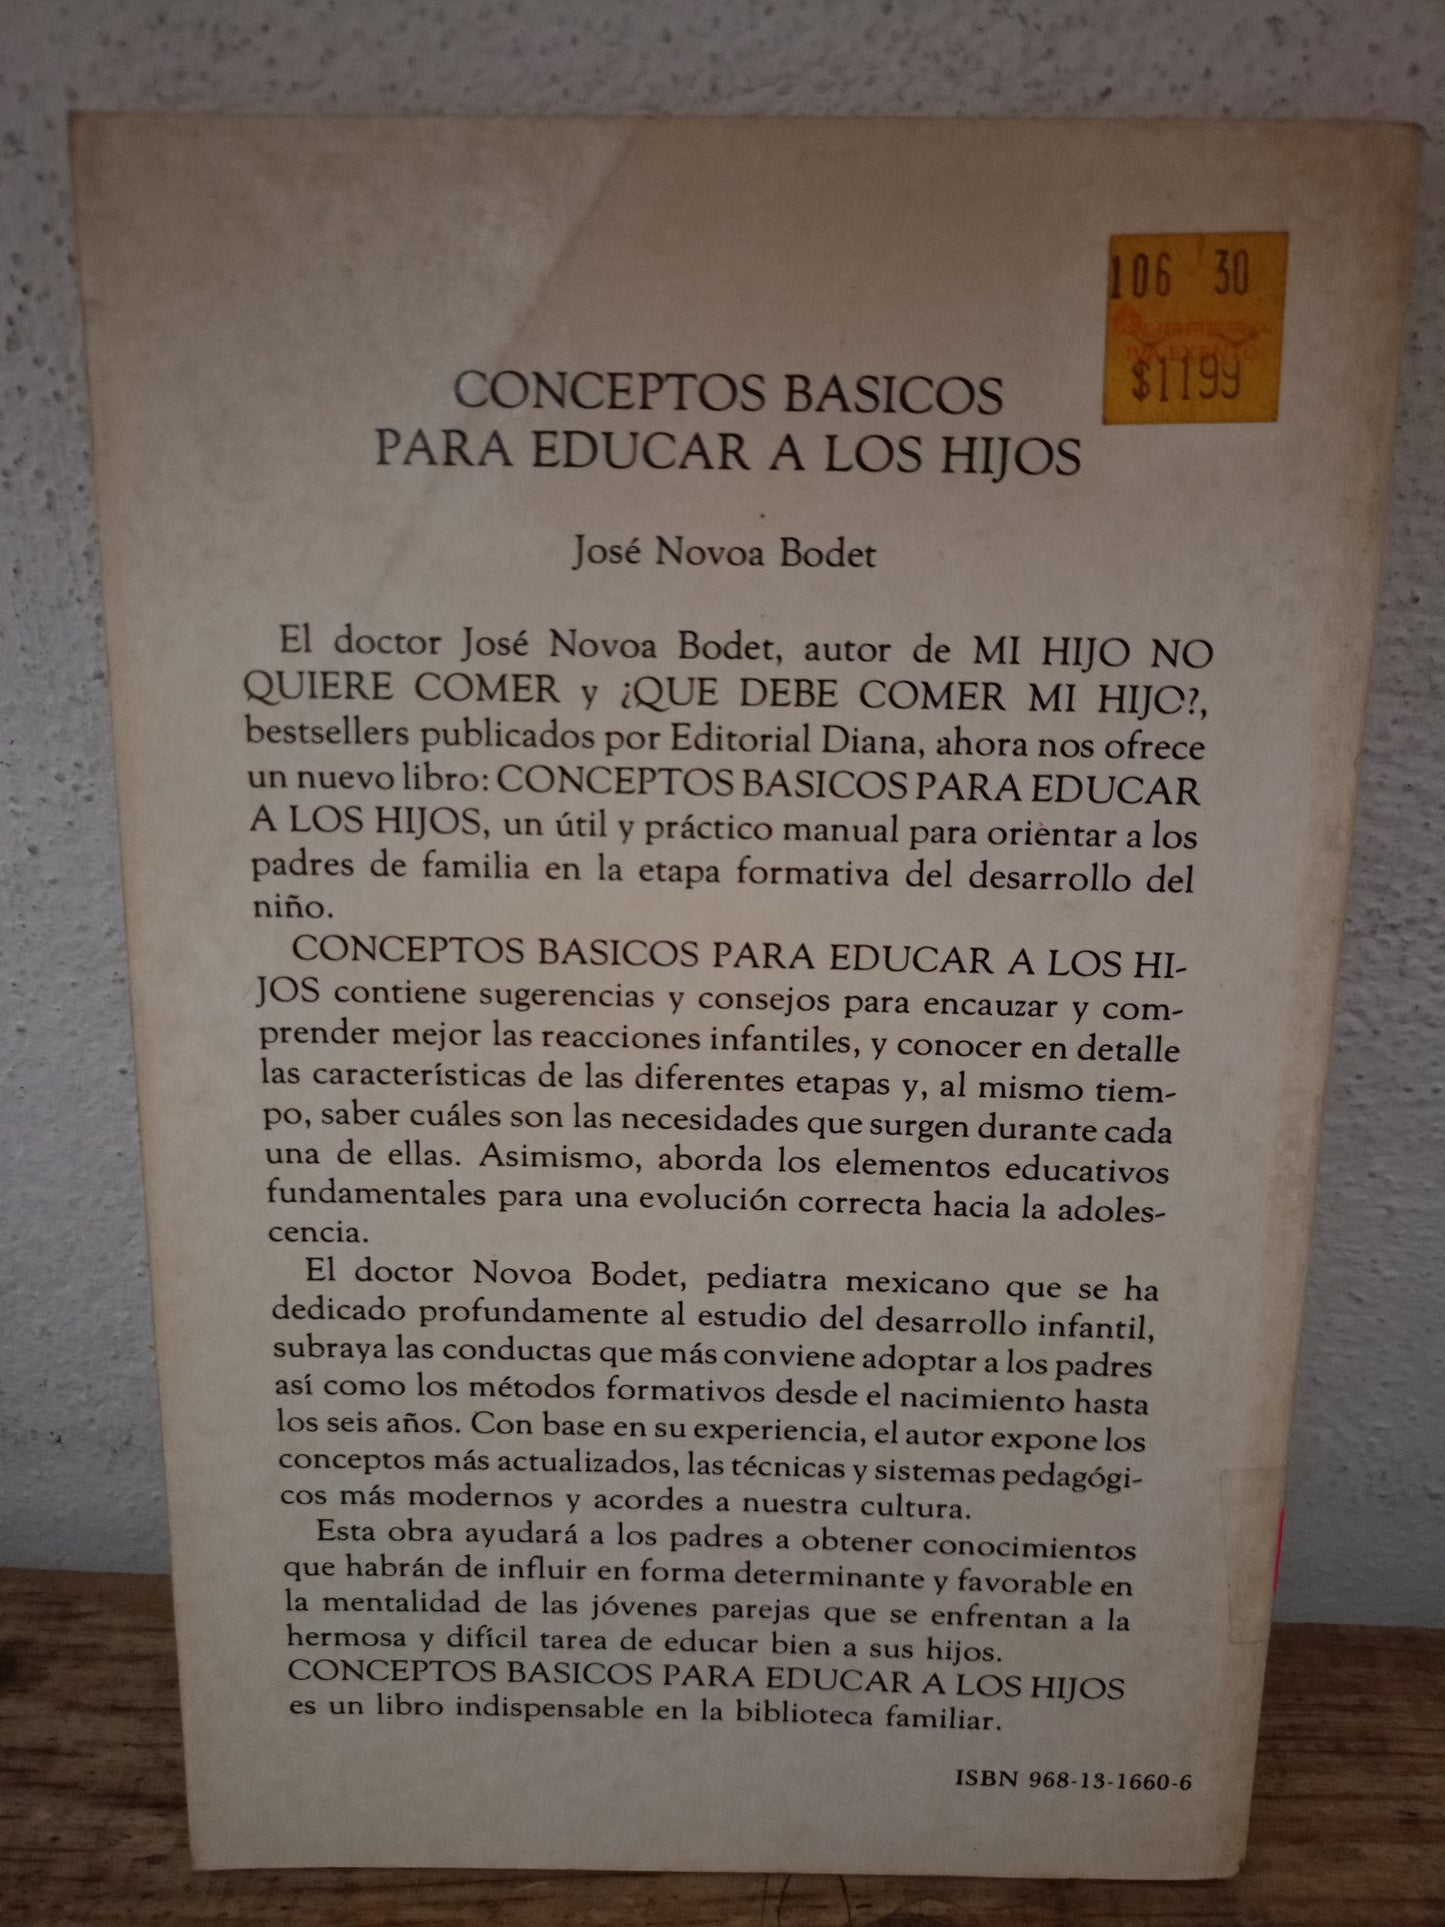 106 30
$1199
CONCEPTOS BASICOS
PARA EDUCAR A LOS HIJOS
José Novoa Bodet
El doctor José Novoa Bodet, autor de MI HIJO NO
QUIERE COMER y ¿QUE DEBE COMER MI HIJO?,
bestsellers publicados por Editorial Diana, ahora nos ofrece
un nuevo libro: CONCEPTOS BASICOS PARA EDUCAR
A LOS HIJOS, un útil y práctico manual para orientar a los
padres de familia en la etapa formativa del desarrollo del
niño.
CONCEPTOS BASICOS PARA EDUCAR A LOS HI-
JOS contiene sugerencias y consejos para encauzar y com-
prender mejor las reacciones infantiles, y conocer en detalle
las características de las diferentes etapas y, al mismo tiem-
po, saber cuáles son las necesidades que surgen durante cada
una de ellas. Asimismo, aborda los elementos educativos
fundamentales para una evolución correcta hacia la adoles-
cencia.
El doctor Novoa Bodet, pediatra mexicano que se ha
dedicado profundamente al estudio del desarrollo infantil,
subraya las conductas que más conviene adoptar a los padres
así como los métodos formativos desde el nacimiento hasta
los seis años. Con base en su experiencia, el autor expone los
conceptos más actualizados, las técnicas y sistemas pedagógi-
cos más modernos y acordes a nuestra cultura.
Esta obra ayudará a los padres a obtener conocimientos
que habrán de influir en forma determinante y favorable en
la mentalidad de las jóvenes parejas que se enfrentan a la
hermosa y difícil tarea de educar bien a sus hijos.
CONCEPTOS BASICOS PARA EDUCAR A LOS HIJOS
es un libro indispensable en la biblioteca familiar.
ISBN 968-13-1660-6